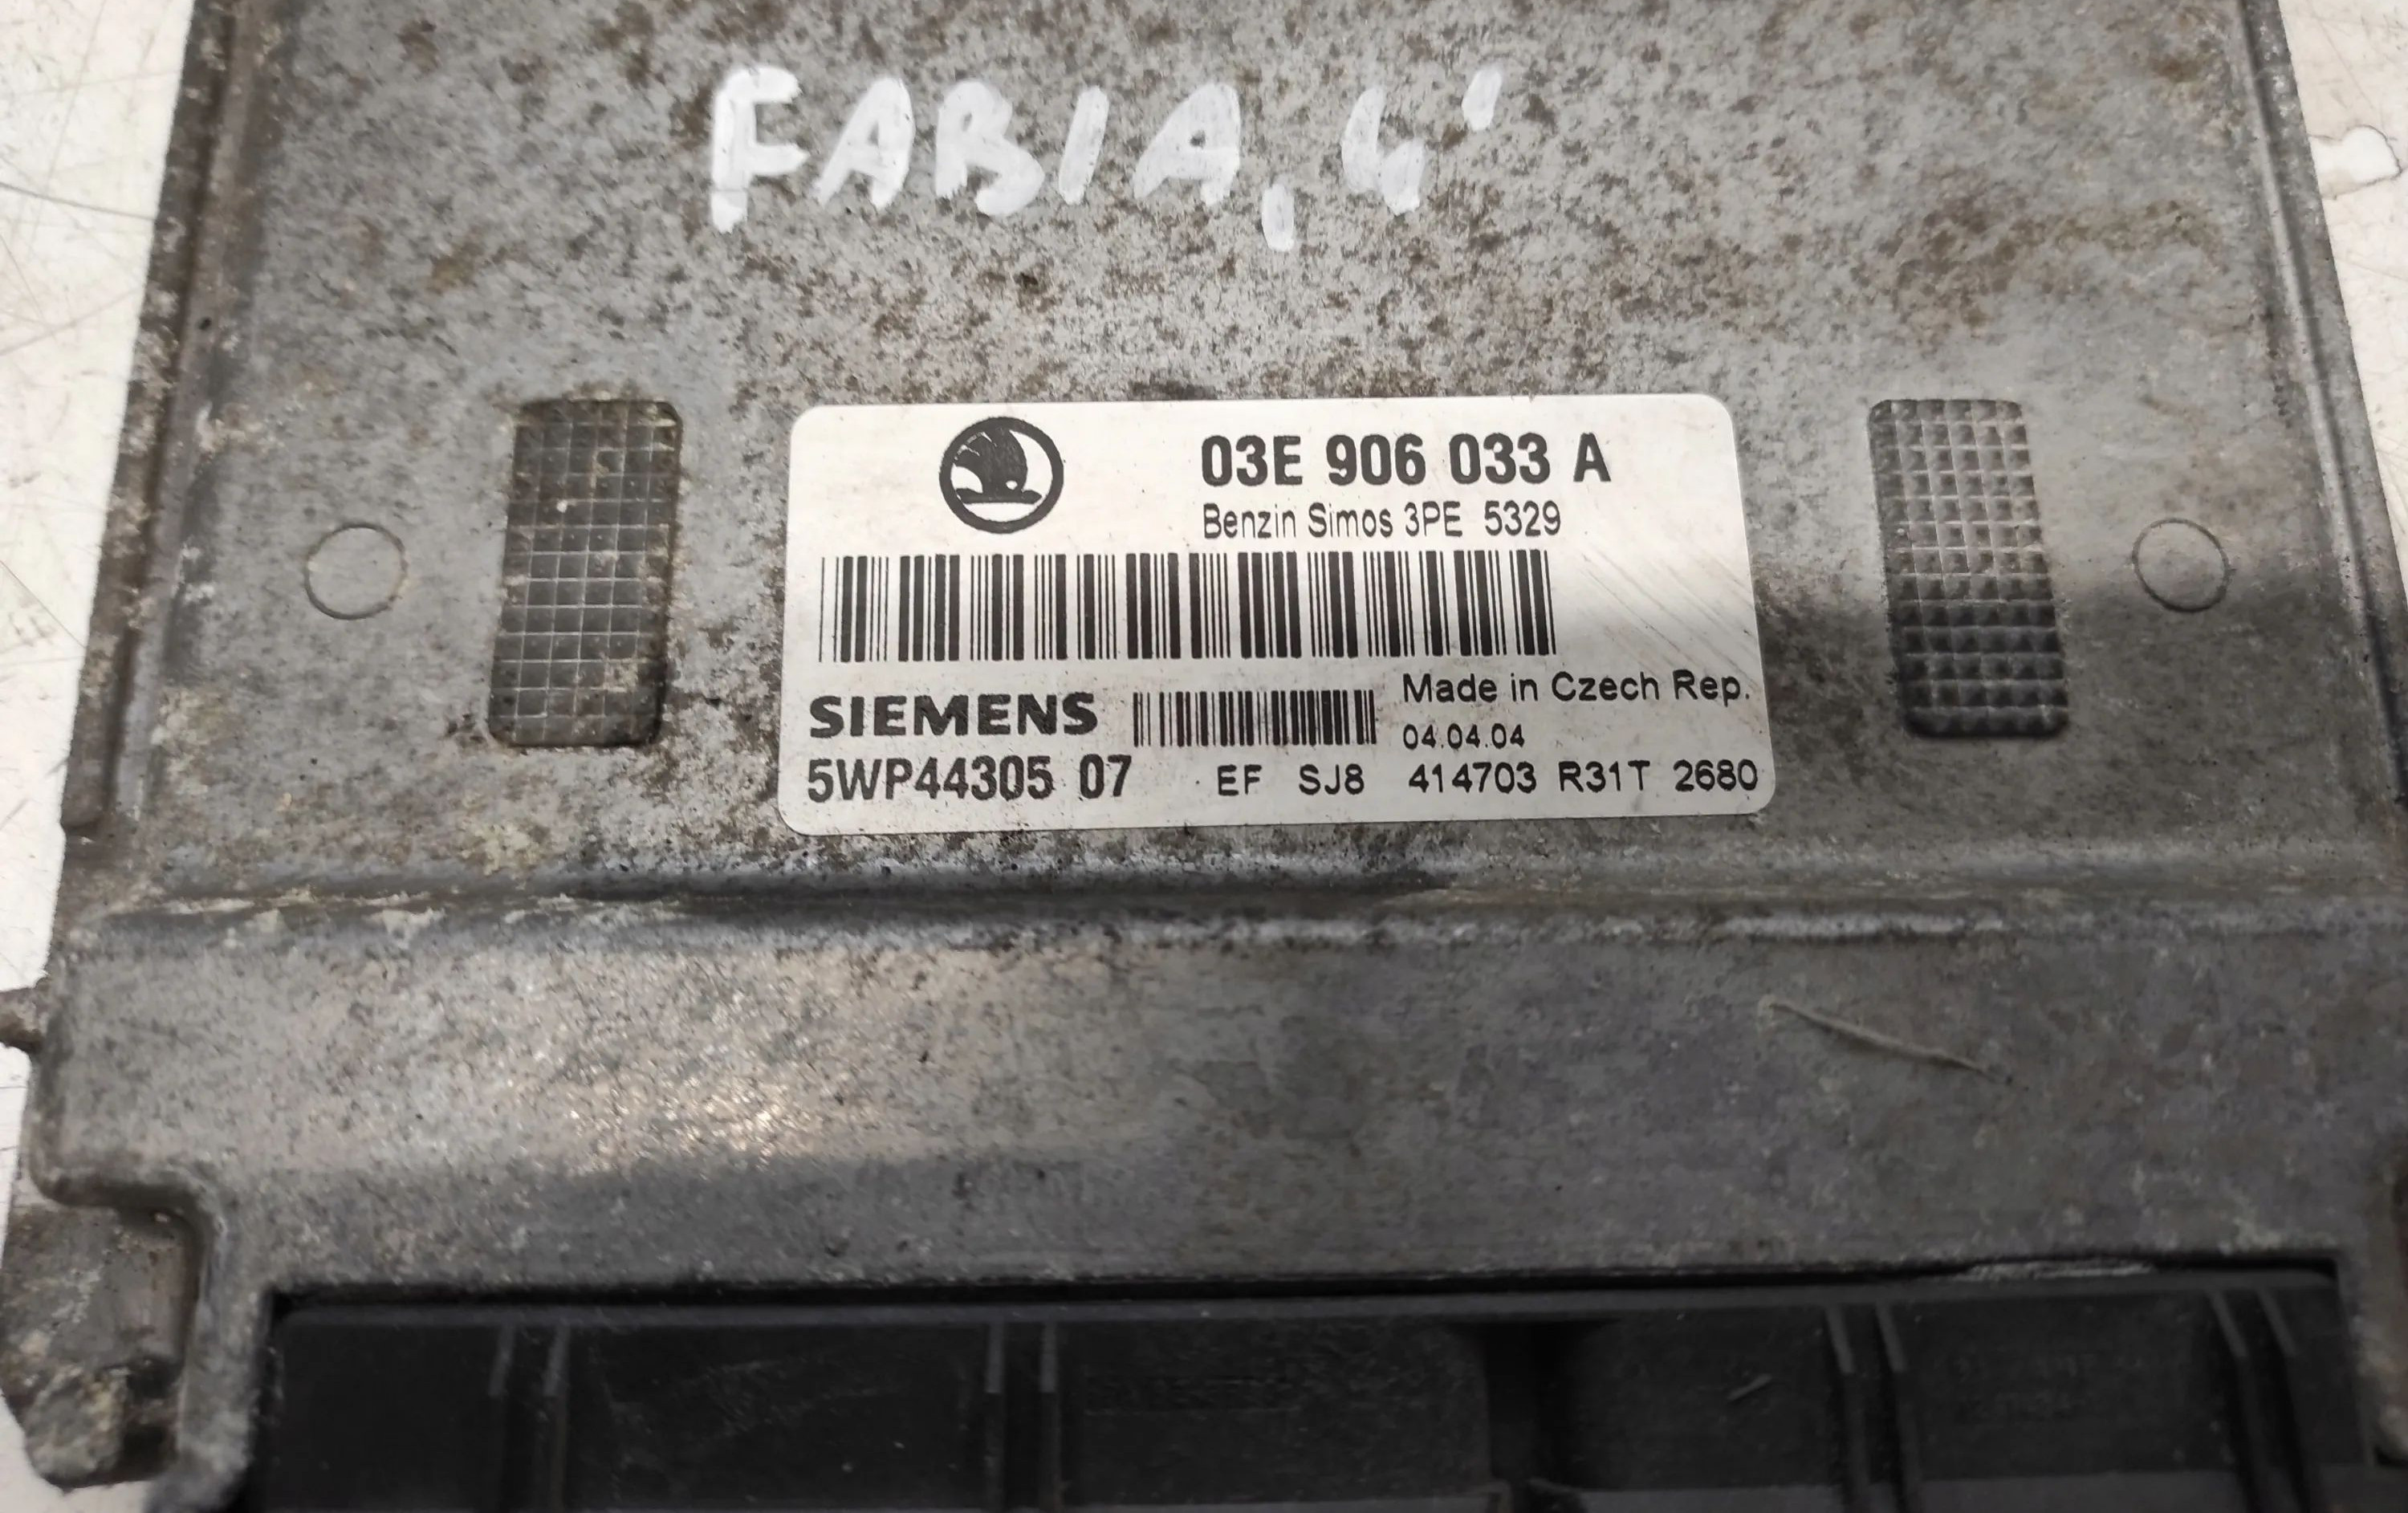 FABIA, 4'
03E 906 033 A
Benzin Simos 3PE 5329
SIEMENS
Made in Czech Rep.
04.04.04
5WP44305 07 EF SJ8 414703 R31T 2680